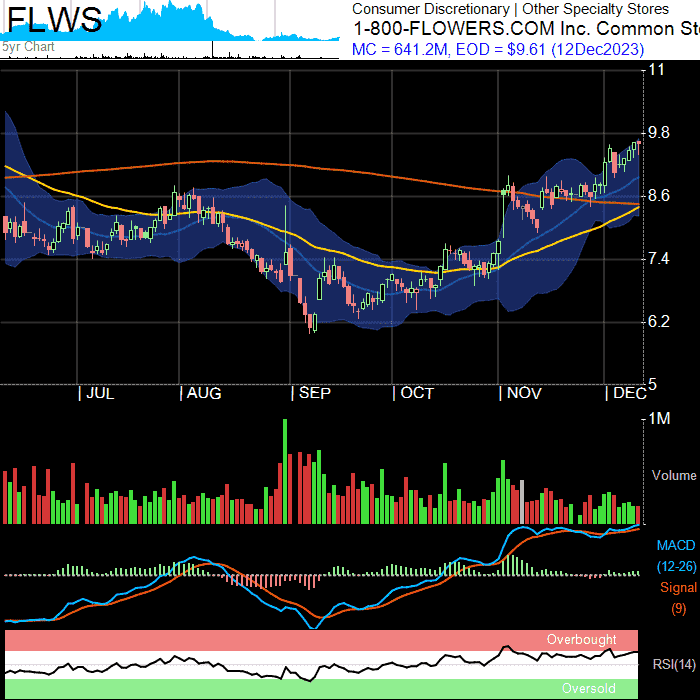 FLWS
5yr Chart
Consumer Discretionary | Other Specialty Stores
1-800-FLOWERS.COM Inc. Common Sto
MC = 641.2M, EOD = $9.61 (12Dec2023)
11
9.8
8.6
7.4
6.2
5
| JUL | AUG | SEP | OCT | NOV | DEC
1M
Volume
MACD
(12-26)
Signal
(9)
Overbought
RSI(14)
Oversold